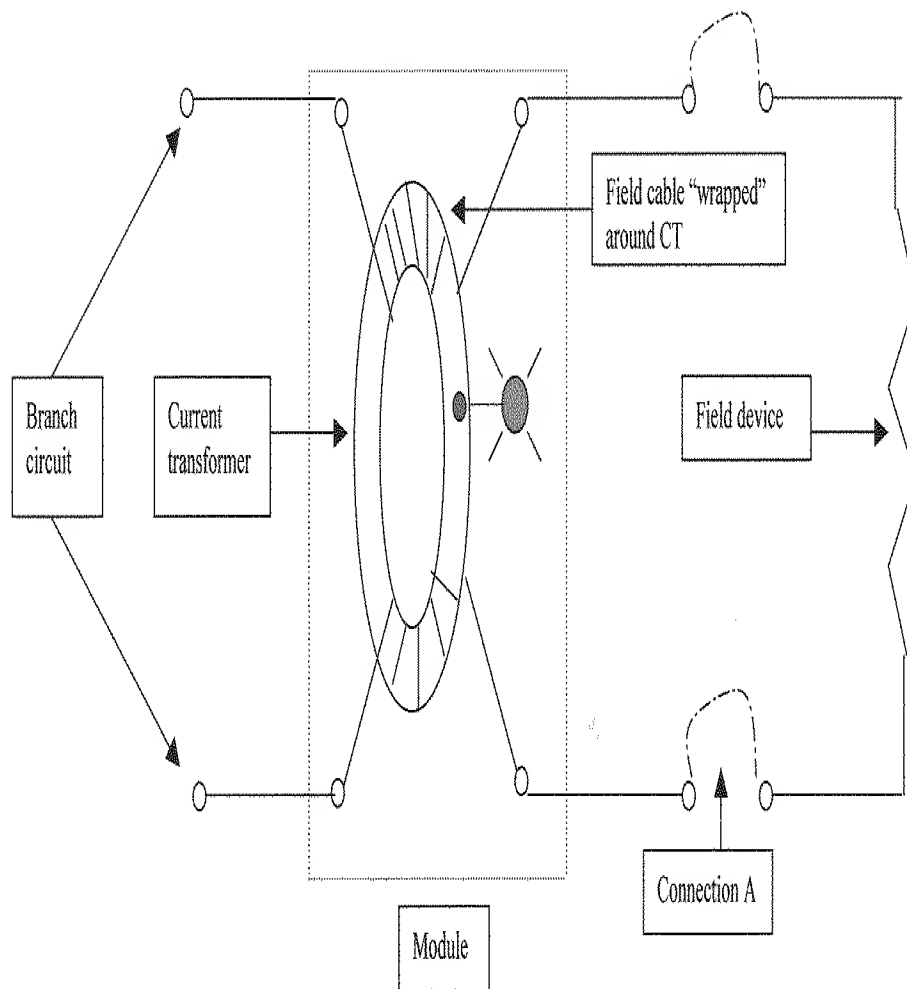 Field cable “wrapped”
around CT
Branch
circuit
Current
transformer
Field device
Connection A
Module